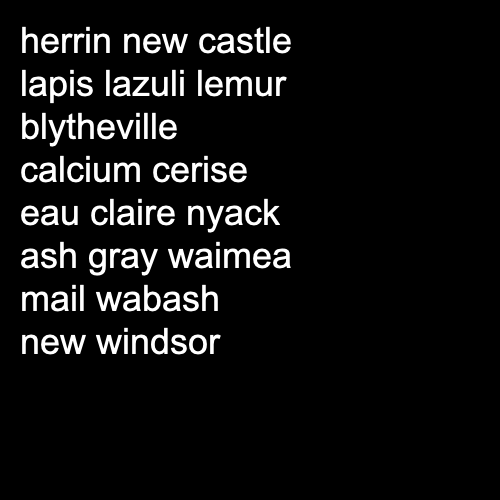 herrin new castle
lapis lazuli lemur
blytheville
calcium cerise
eau claire nyack
ash gray waimea
mail wabash
new windsor